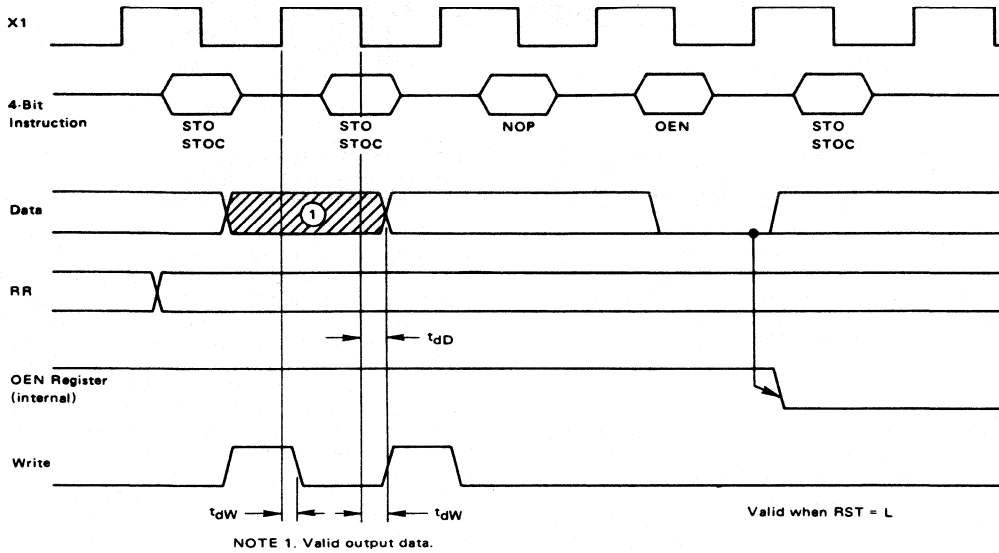 X1
4-Bit
Instruction
STO
STOC
STO
STOC
NOP
OEN
STO
STOC
Data
1
RR
tdD
OEN Register
(internal)
Write
tdW
tdW
Valid when RST = L
NOTE 1. Valid output data.